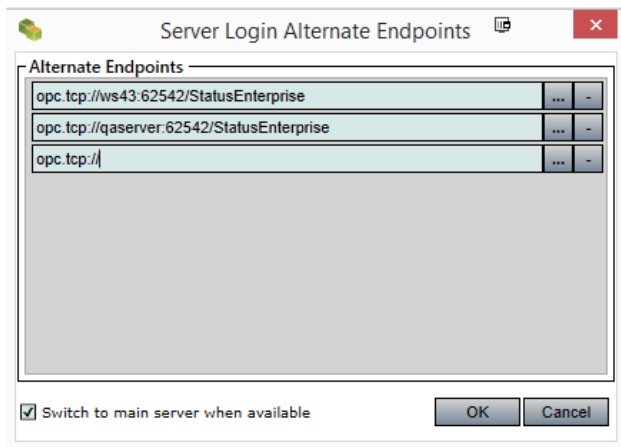 Server Login Alternate Endpoints
Alternate Endpoints
opc.tcp://ws43:62542/StatusEnterprise ... -
opc.tcp://qaserver:62542/StatusEnterprise ... -
opc.tcp:// ... -
Switch to main server when available OK Cancel